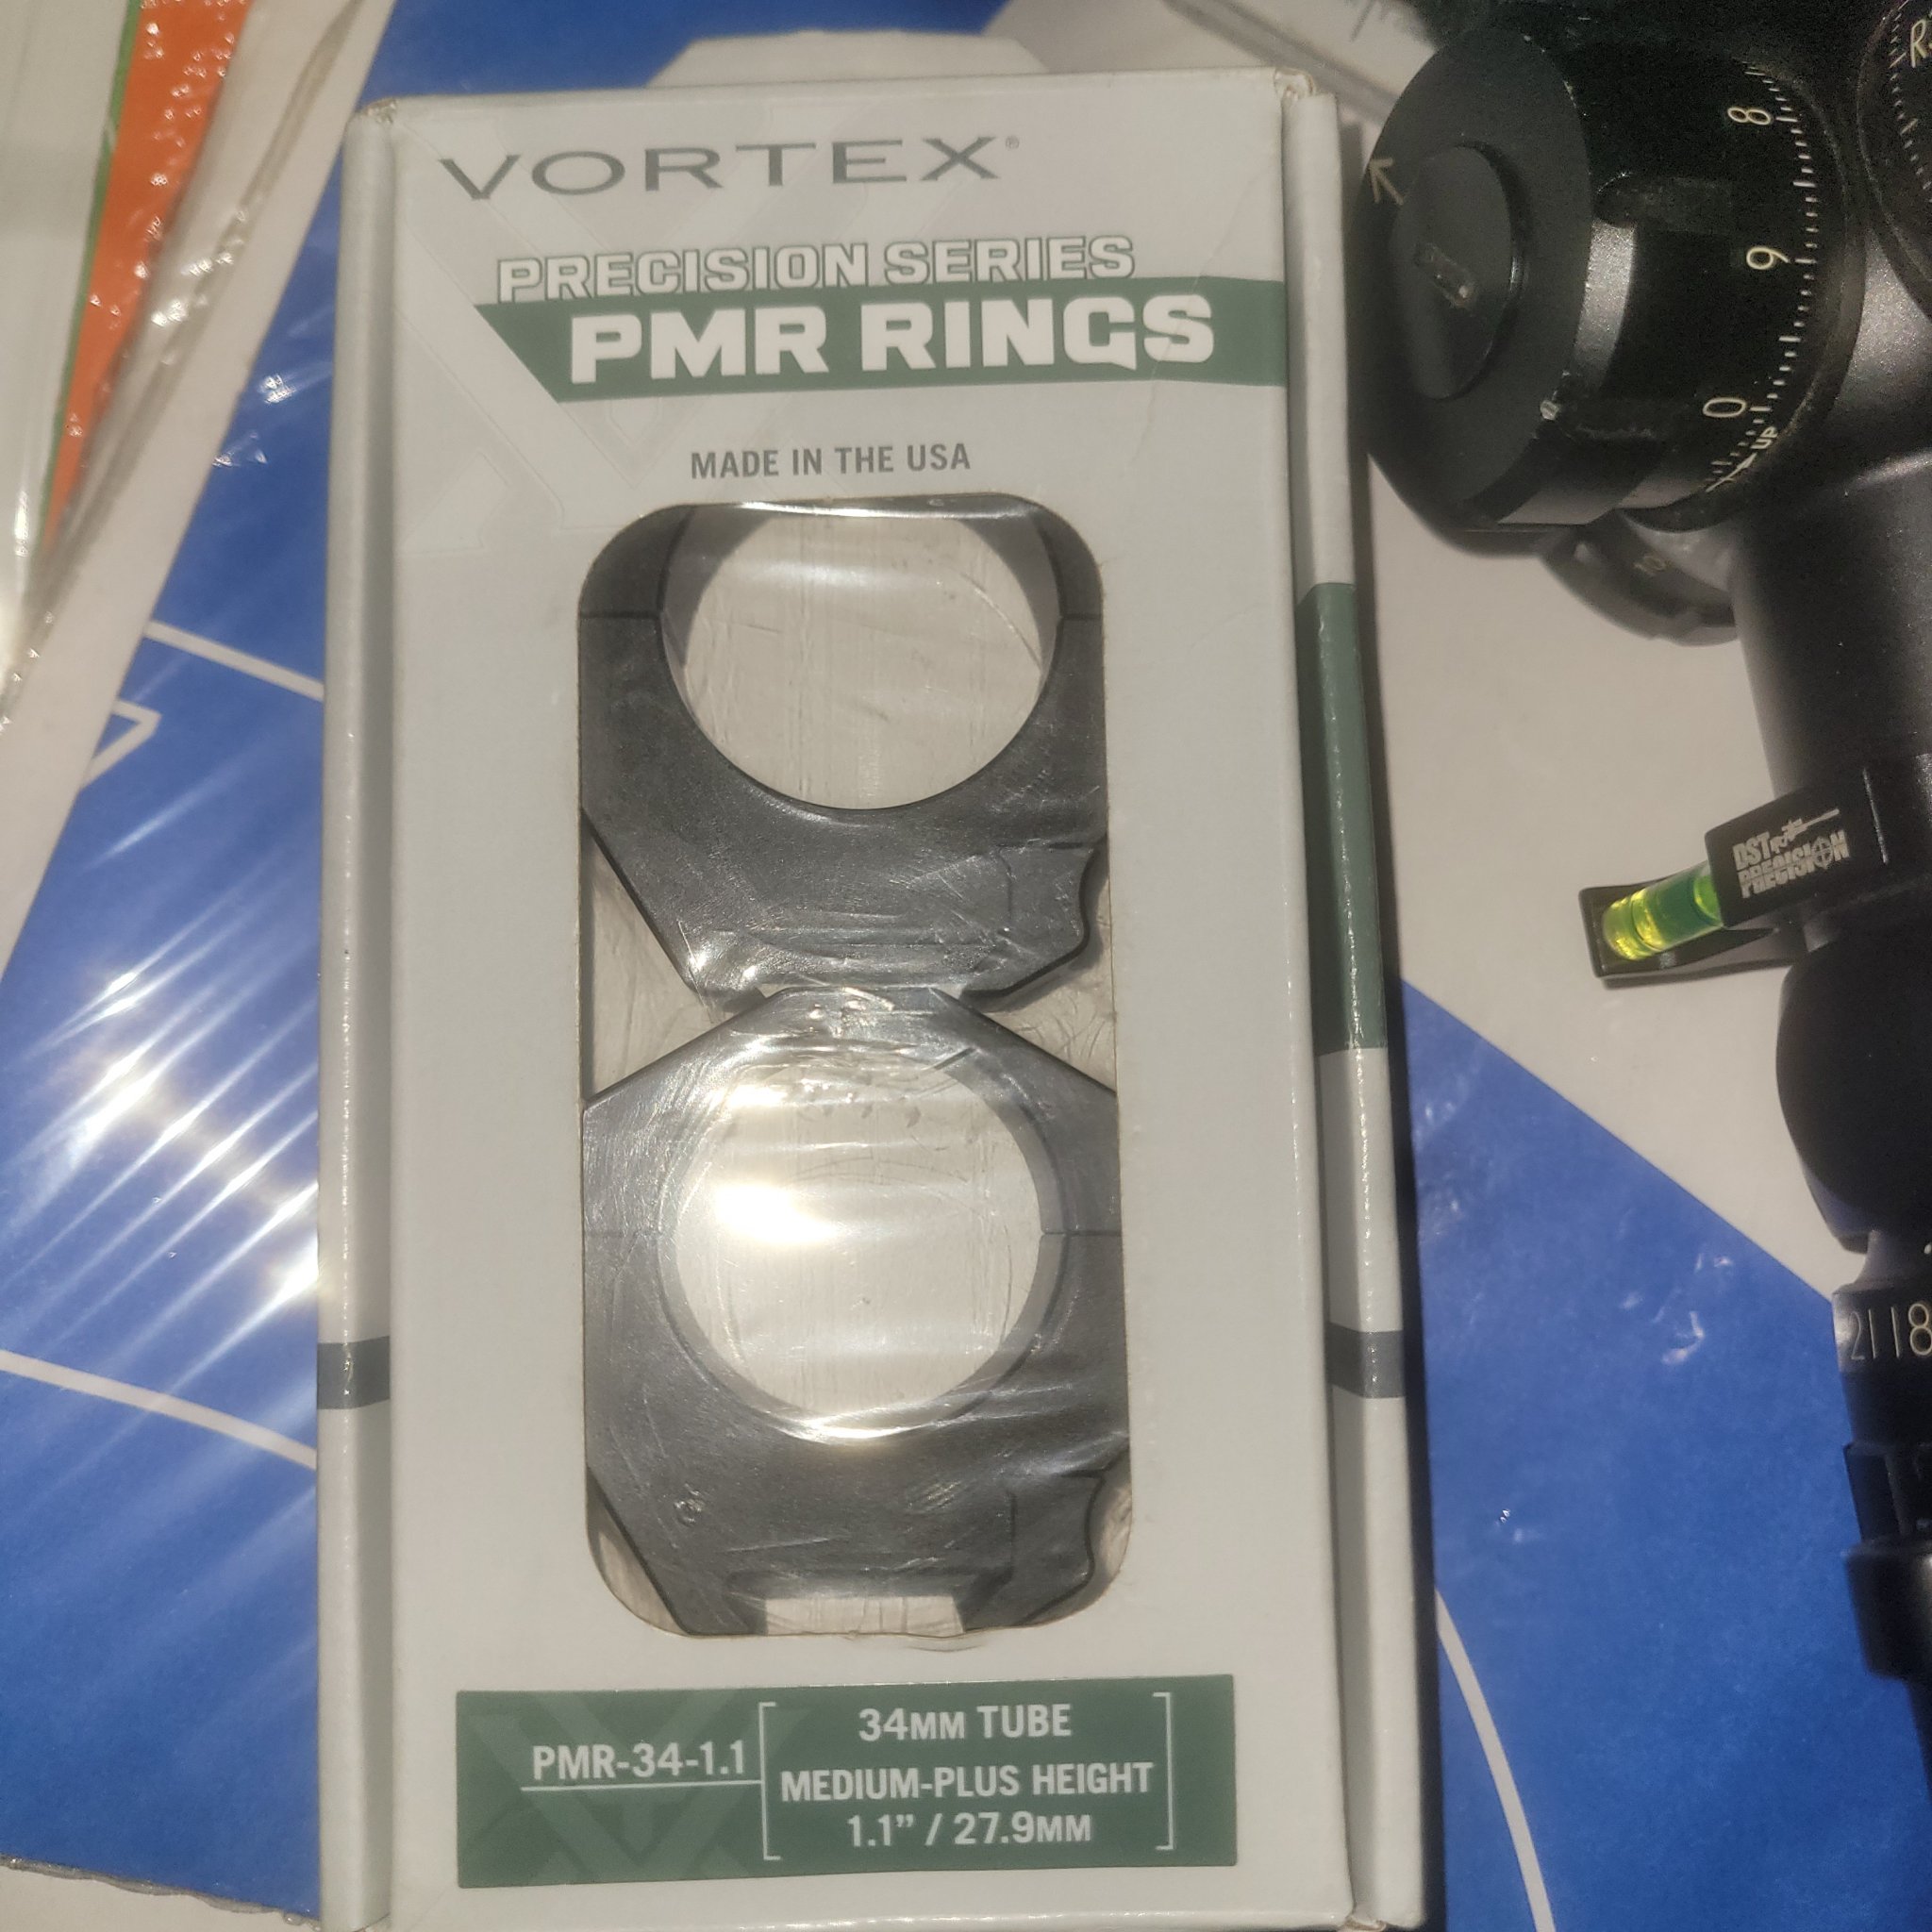 VORTEX®
PRECISION SERIES
PMR RINGS
MADE IN THE USA
PMR-34-1.1
34MM TUBE
MEDIUM-PLUS HEIGHT
1.1” / 27.9MM
8
9
0
UP
10
R
DST
PRECISION
2118